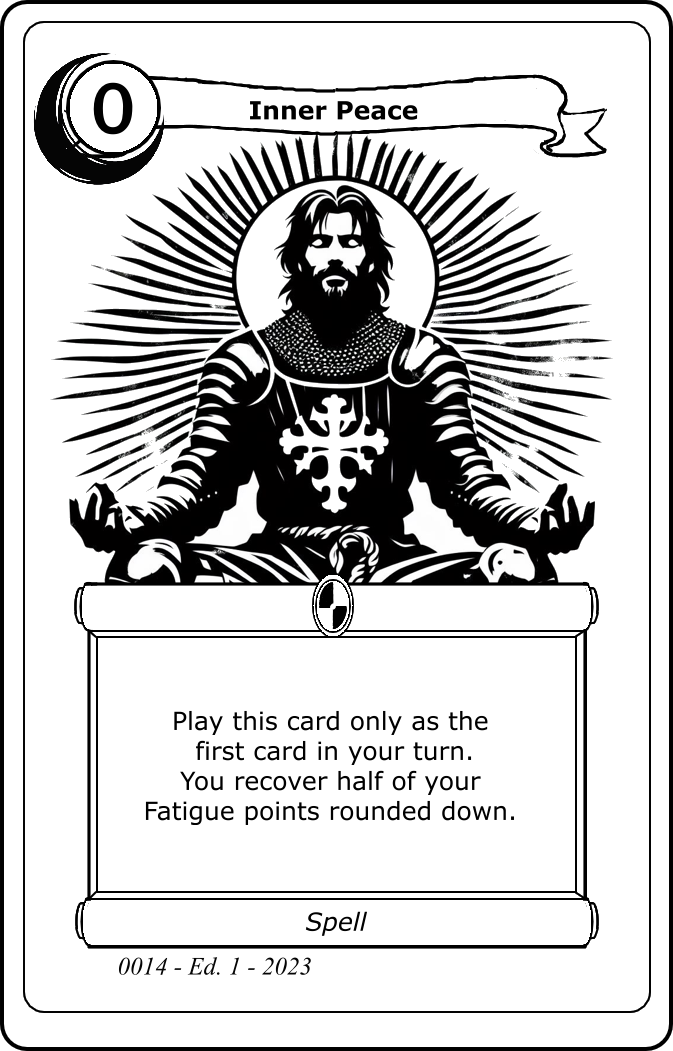 0
Inner Peace
Play this card only as the
first card in your turn.
You recover half of your
Fatigue points rounded down.
Spell
0014 - Ed. 1 - 2023